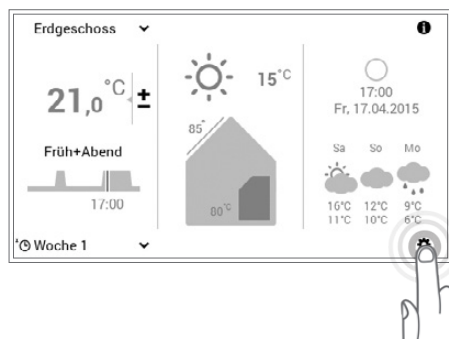 Erdgeschoss
21,0 °C ±
Früh+Abend
17:00
Woche 1
15°C
85°
80°C
17:00
Fr, 17.04.2015
Sa So Mo
16°C 12°C 9°C
11°C 10°C 6°C